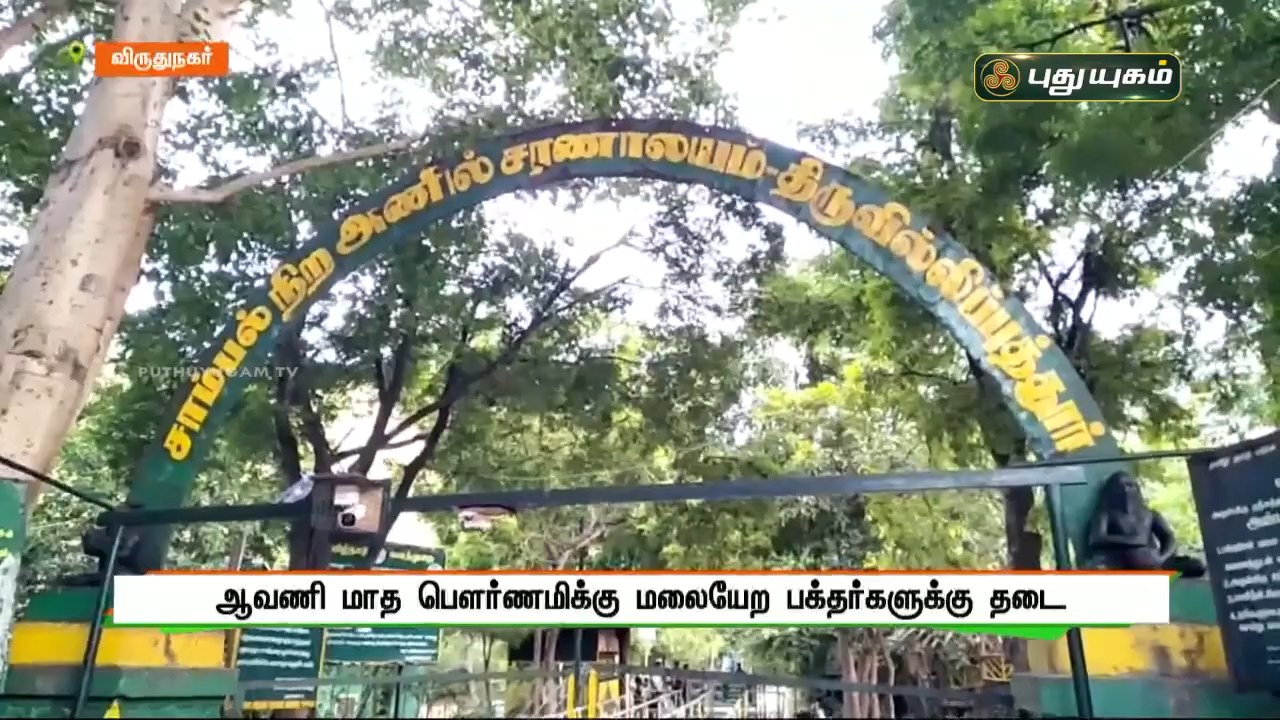 விருதுநகர்
புதுயுகம்
சாம்பல் நிற அணில் சரணாலயம்-திருவில்லிப்புத்தூர்
PUTHUYUGAM TV
ஆவணி மாத பௌர்ணமிக்கு மலையேற பக்தர்களுக்கு தடை